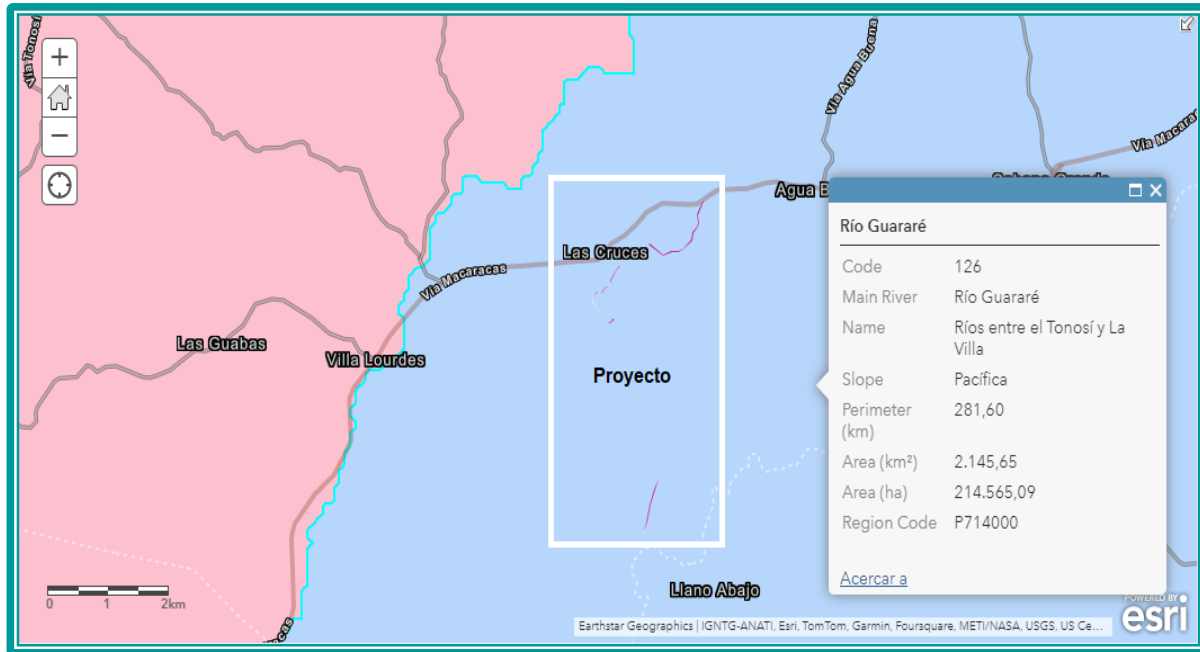 Vía Tonosí
Vía Agua Buena
Vía Macaracas
Agua B
Las Cruces
Vía Macaracas
Las Guabas
Villa Lourdes
Proyecto
Llano Abajo
Río Guararé
Code 126
Main River Río Guararé
Name Ríos entre el Tonosí y La
Villa
Slope Pacífica
Perimeter 281,60
(km)
Area (km²) 2.145,65
Area (ha) 214.565,09
Region Code P714000
Acercar a
0 1 2km
acas
Earthstar Geographics | IGNTG-ANATI, Esri, TomTom, Garmin, Foursquare, METI/NASA, USGS, US Ce...
POWERED BY
esri